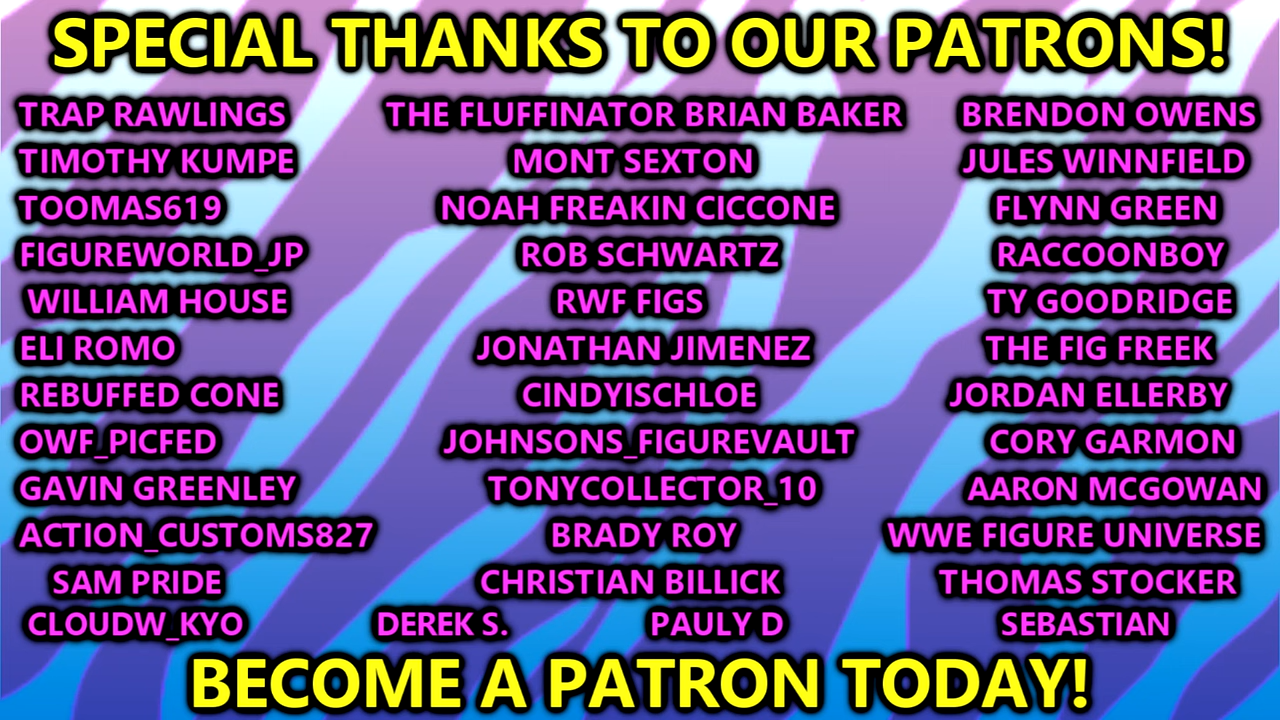 SPECIAL THANKS TO OUR PATRONS!
TRAP RAWLINGS THE FLUFFINATOR BRIAN BAKER BRENDON OWENS
TIMOTHY KUMPE MONT SEXTON JULES WINNFIELD
TOOMAS619 NOAH FREAKIN CICCONE FLYNN GREEN
FIGUREWORLD_JP ROB SCHWARTZ RACCOONBOY
WILLIAM HOUSE RWF FIGS TY GOODRIDGE
ELI ROMO JONATHAN JIMENEZ THE FIG FREEK
REBUFFED CONE CINDYISCHLOE JORDAN ELLERBY
OWF_PICFED JOHNSONS_FIGUREVAULT CORY GARMON
GAVIN GREENLEY TONYCOLLECTOR_10 AARON MCGOWAN
ACTION_CUSTOMS827 BRADY ROY WWE FIGURE UNIVERSE
SAM PRIDE CHRISTIAN BILLICK THOMAS STOCKER
CLOUDW_KYO DEREK S. PAULY D SEBASTIAN
BECOME A PATRON TODAY!